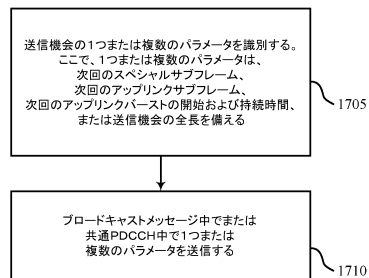 送信機会の1つまたは複数のパラメータを識別する。
ここで、1つまたは複数のパラメータは、
次回のスペシャルサブフレーム、
次回のアップリンクサブフレーム、
次回のアップリンクバーストの開始および持続時間、
または送信機会の全長を備える
1705
ブロードキャストメッセージ中でまたは
共通PDCCH中で1つまたは
複数のパラメータを送信する
1710